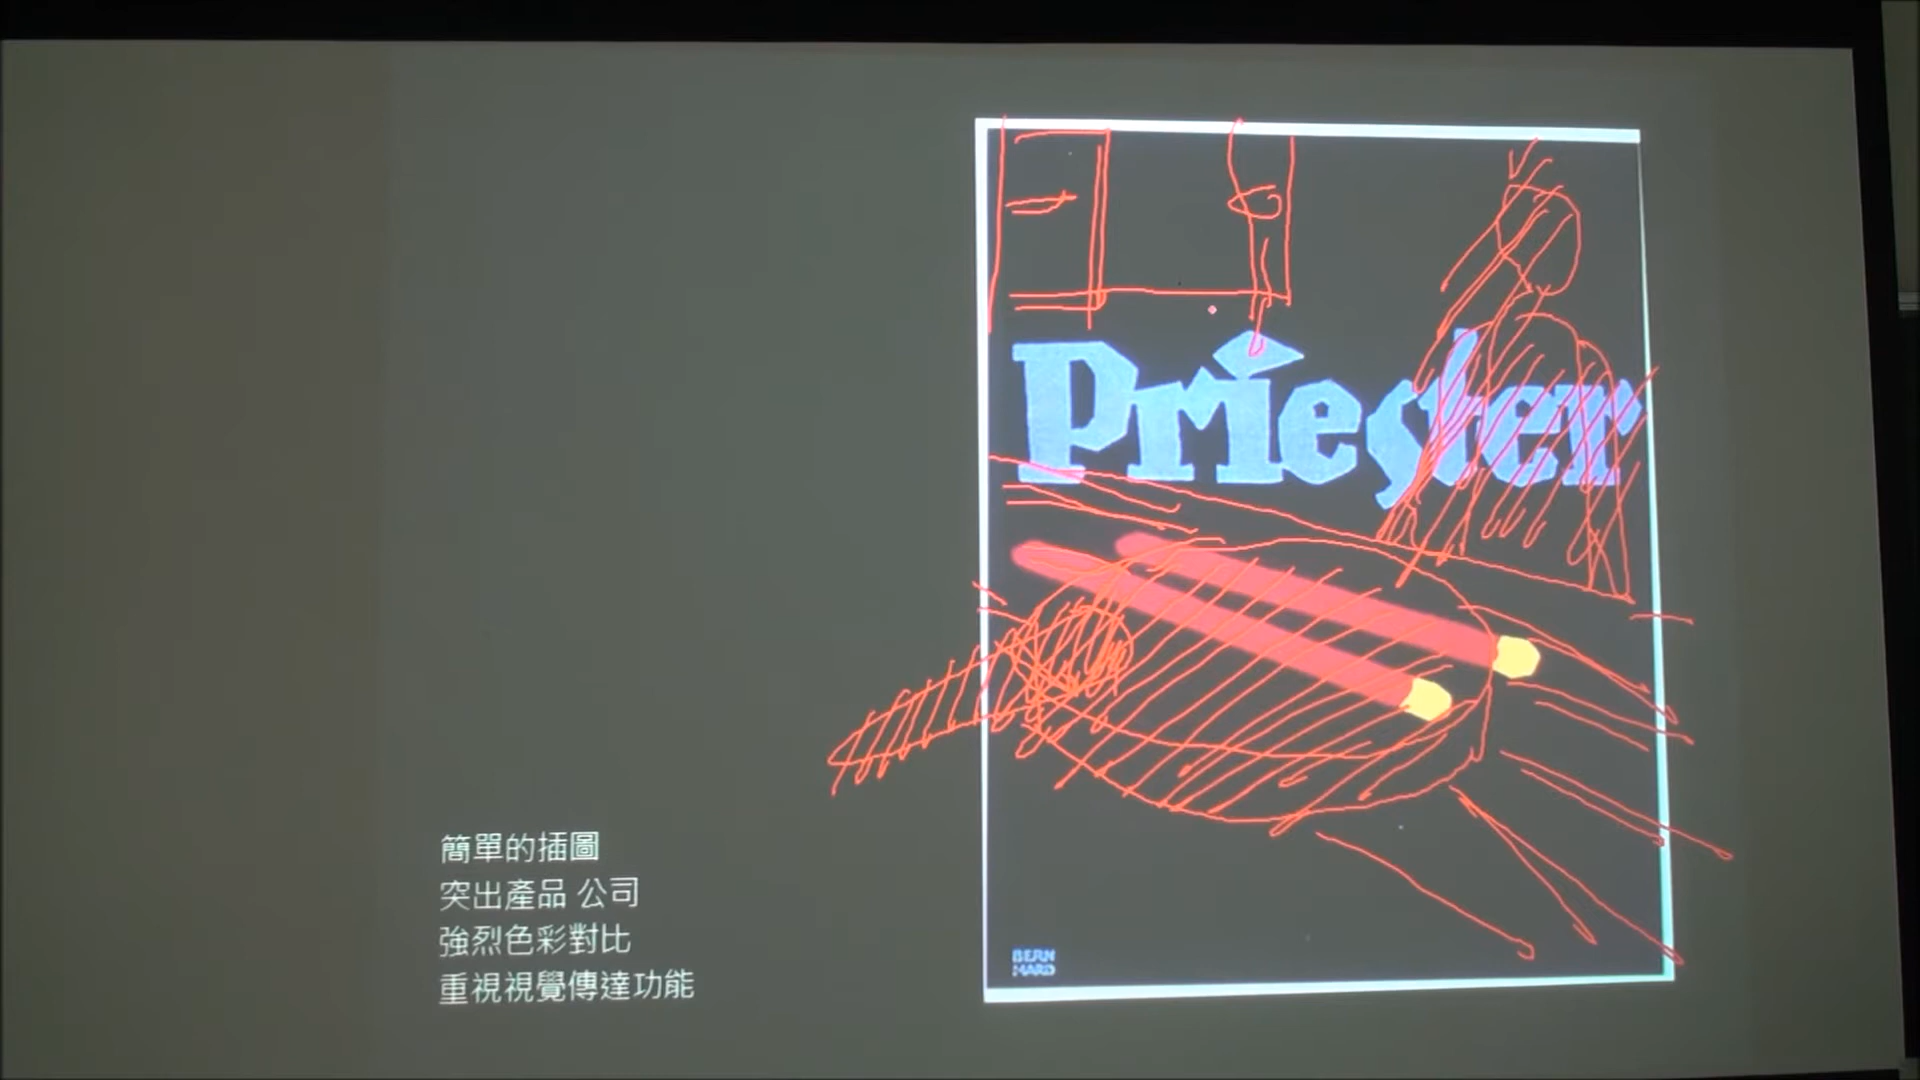 Priester
BERN
HARD
簡單的插圖
突出產品 公司
強烈色彩對比
重視視覺傳達功能